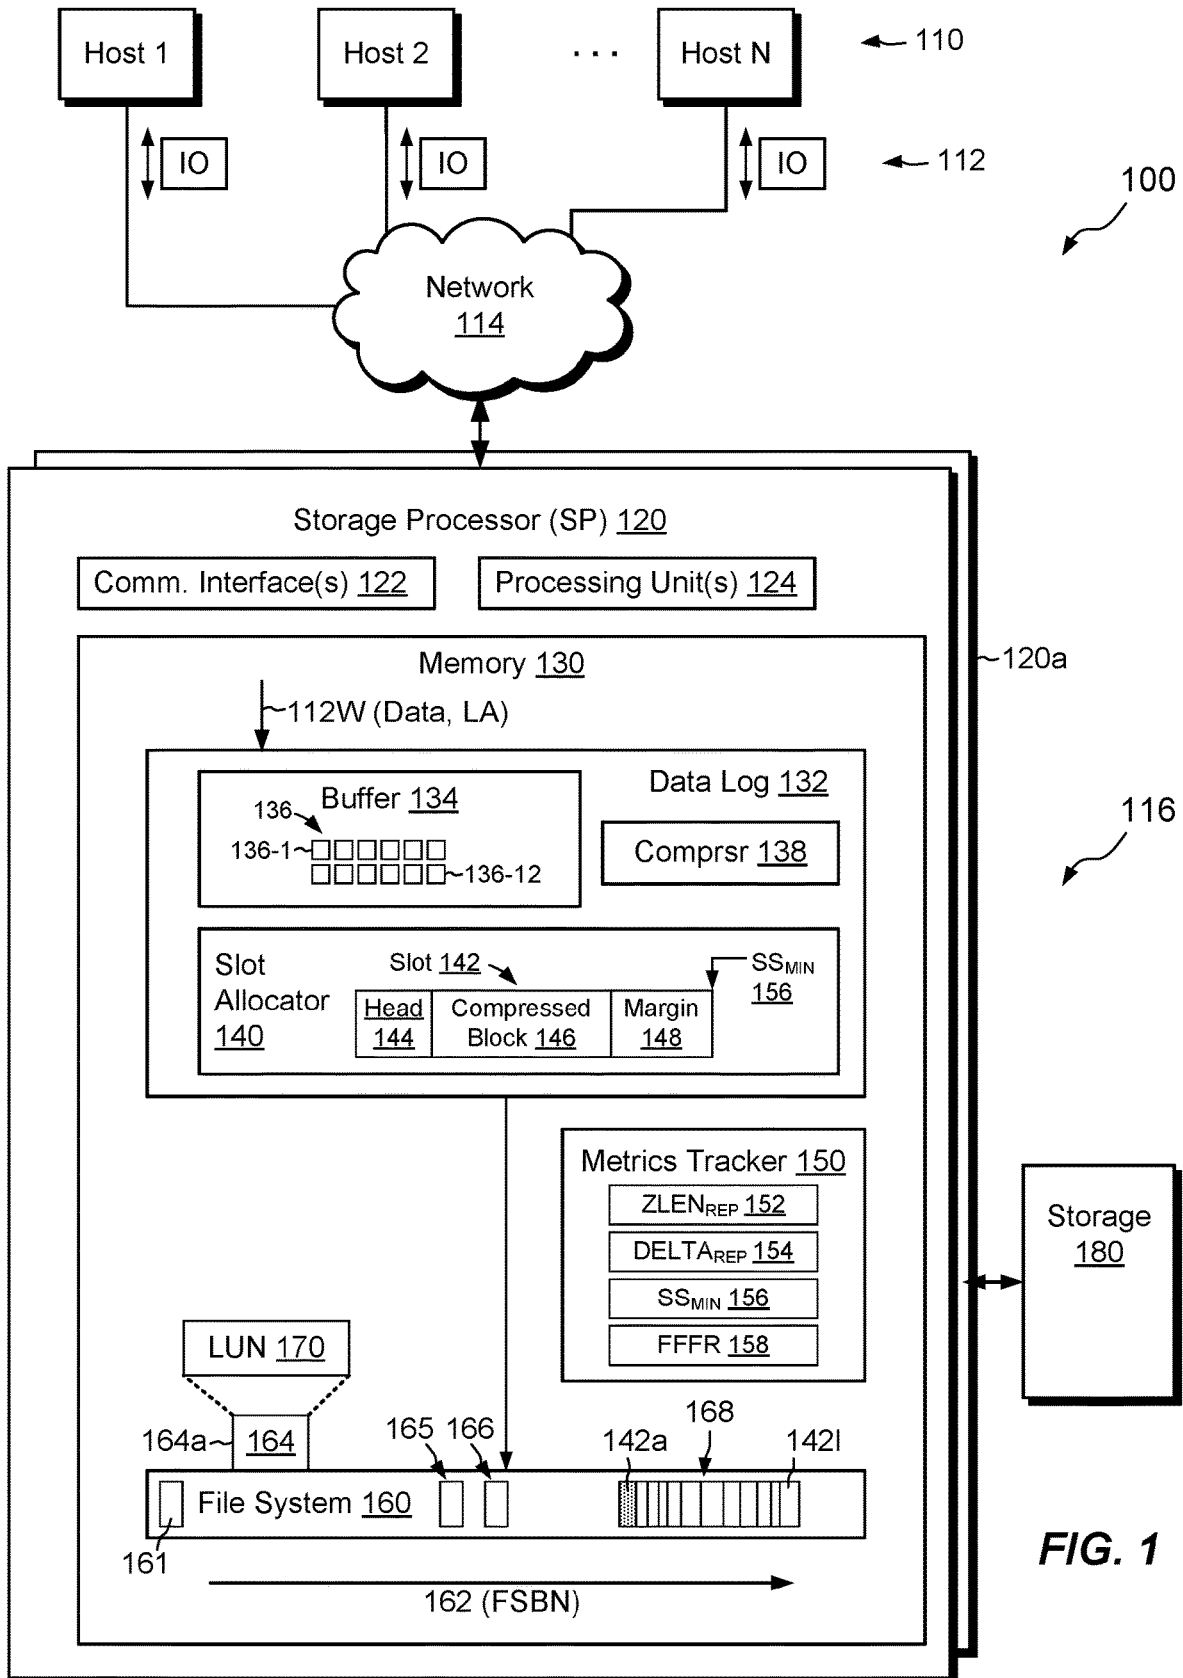 Host 1
Host 2
. . .
Host N
110
IO
IO
IO
112
100
Network
114
Storage Processor (SP) 120
Comm. Interface(s) 122
Processing Unit(s) 124
Memory 130
120a
112W (Data, LA)
Buffer 134
Data Log 132
136
136-1
136-12
Comprsr 138
116
Slot
Allocator
140
Slot 142
SSMIN
156
Head
144
Compressed
Block 146
Margin
148
Metrics Tracker 150
ZLENREP 152
DELTAREP 154
SSMIN 156
FFFR 158
Storage
180
LUN 170
164a
164
165
166
142a
168
142l
File System 160
161
162 (FSBN)
FIG. 1